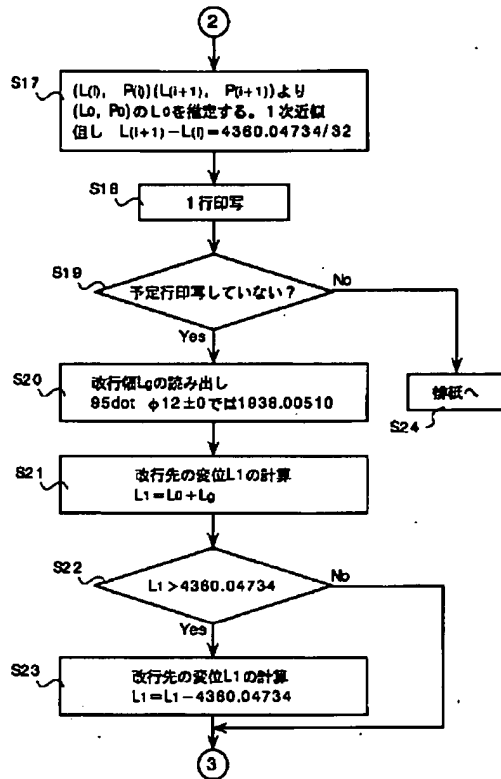 2
S17
(L(i), P(i))(L(i+1), P(i+1))より
(L0, P0)のL0を推定する。1次近似
但し L(i+1)−L(i)=4360.04734/32
S18
1行印写
S19
予定行印写していない?
No
Yes
S20
改行値Lgの読み出し
95dot φ12±0では1938.00510
排紙へ
S24
S21
改行先の変位L1の計算
L1=L0+Lg
S22
L1>4360.04734
No
Yes
S23
改行先の変位L1の計算
L1=L1−4360.04734
3